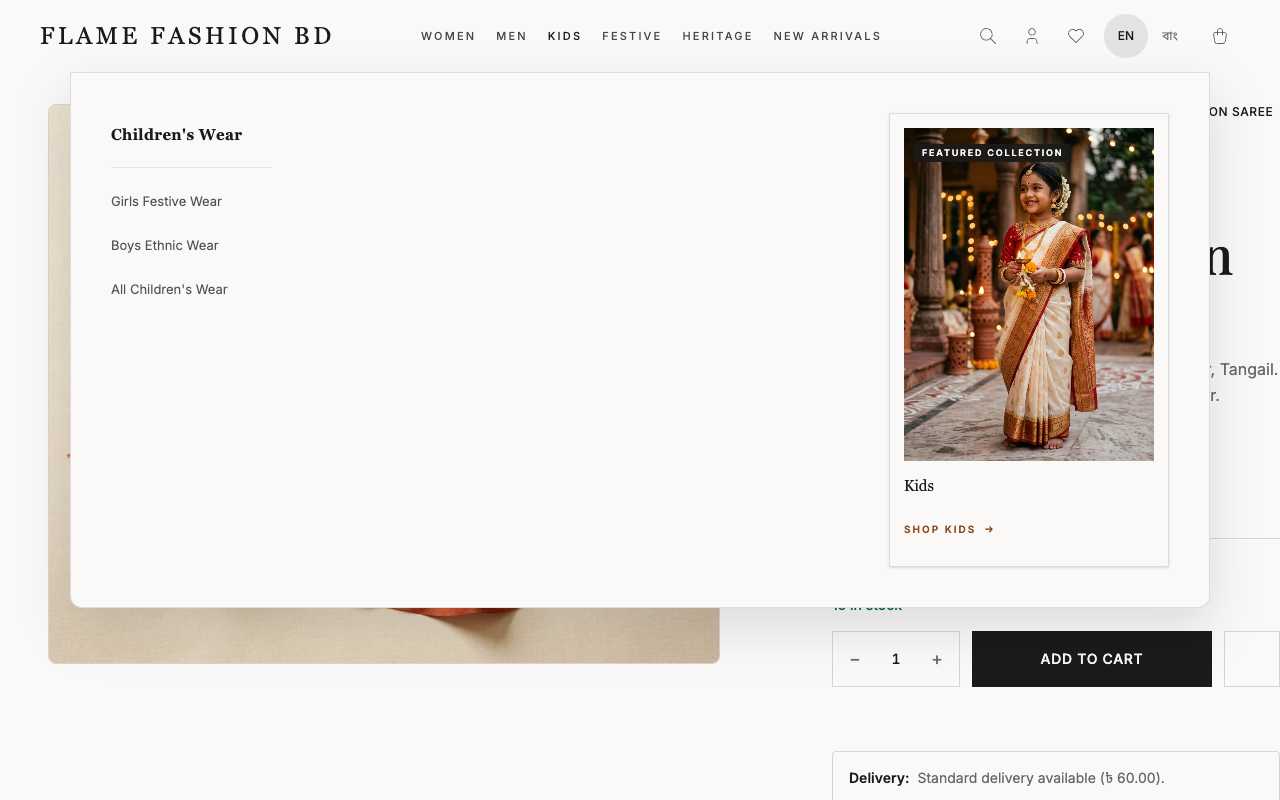 FLAME FASHION BD
WOMEN MEN KIDS FESTIVE HERITAGE NEW ARRIVALS
EN বাং
Children's Wear
Girls Festive Wear
Boys Ethnic Wear
All Children's Wear
FEATURED COLLECTION
Kids
SHOP KIDS →
ON SAREE
n
, Tangail.
r.
− 1 +
ADD TO CART
Delivery: Standard delivery available (৳ 60.00).